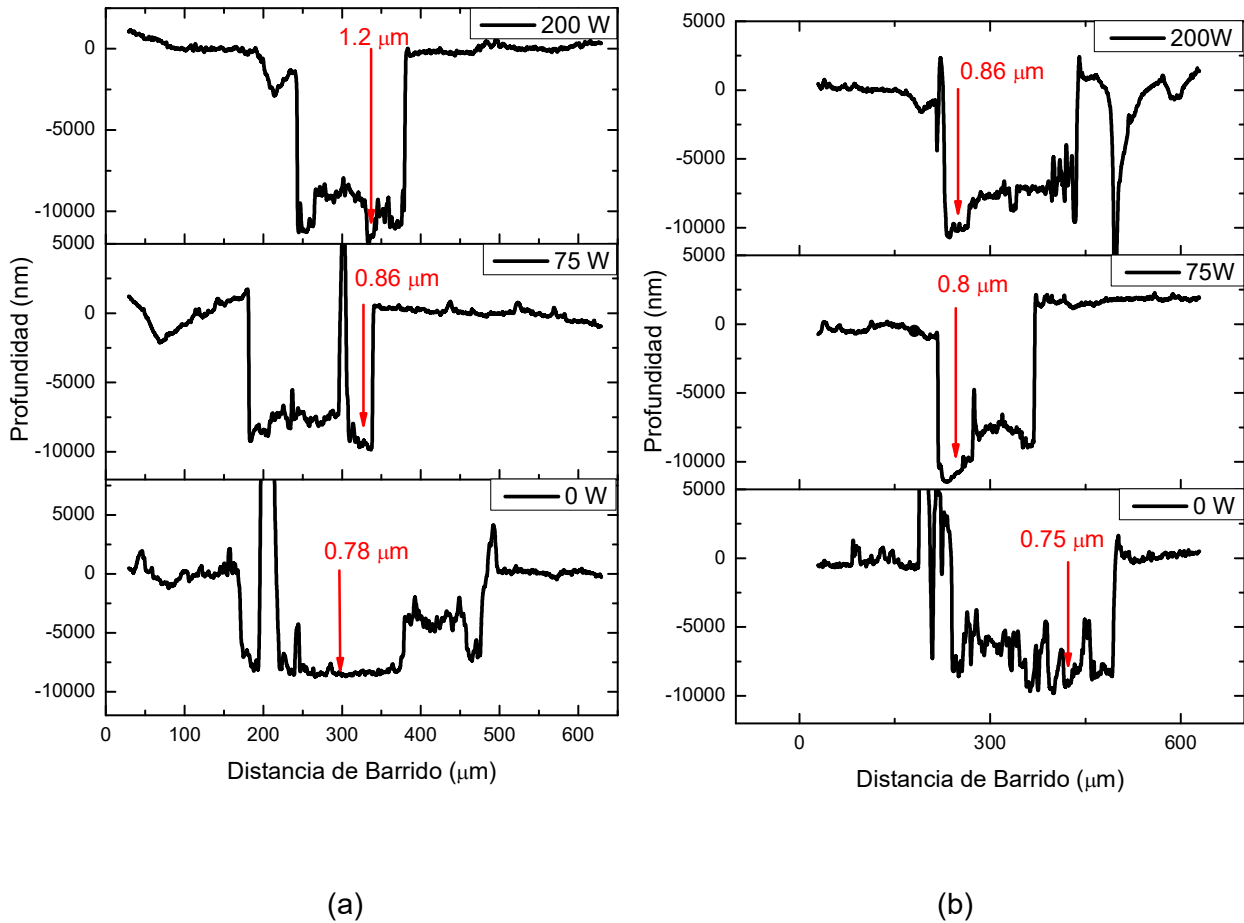 200 W
1.2 μm
0
-5000
-10000
5000
75 W
0.86 μm
0
-5000
-10000
0 W
5000
0.78 μm
0
-5000
-10000
0 100 200 300 400 500 600
Distancia de Barrido (μm)
Profundidad (nm)
(a)
5000
200W
0.86 μm
0
-5000
-10000
5000
75W
0.8 μm
0
-5000
-10000
5000
0 W
0.75 μm
0
-5000
-10000
0 300 600
Distancia de Barrido (μm)
Profundidad (nm)
(b)